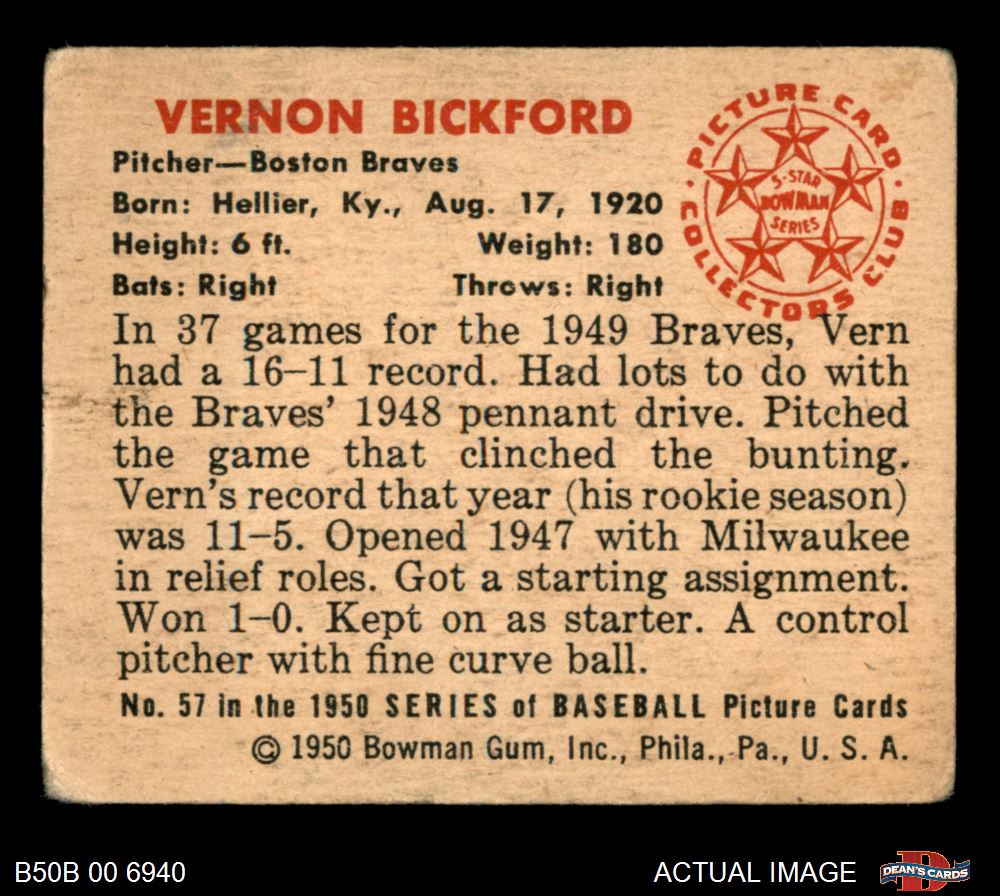 VERNON BICKFORD
Pitcher—Boston Braves
Born: Hellier, Ky., Aug. 17, 1920
Height: 6 ft. Weight: 180
Bats: Right Throws: Right
PICTURE CARD
COLLECTORS CLUB
5-STAR
BOWMAN
SERIES
In 37 games for the 1949 Braves, Vern
had a 16–11 record. Had lots to do with
the Braves' 1948 pennant drive. Pitched
the game that clinched the bunting.
Vern's record that year (his rookie season)
was 11–5. Opened 1947 with Milwaukee
in relief roles. Got a starting assignment.
Won 1–0. Kept on as starter. A control
pitcher with fine curve ball.
No. 57 in the 1950 SERIES of BASEBALL Picture Cards
© 1950 Bowman Gum, Inc., Phila., Pa., U. S. A.
B50B 00 6940
ACTUAL IMAGE
D
DEAN'S CARDS